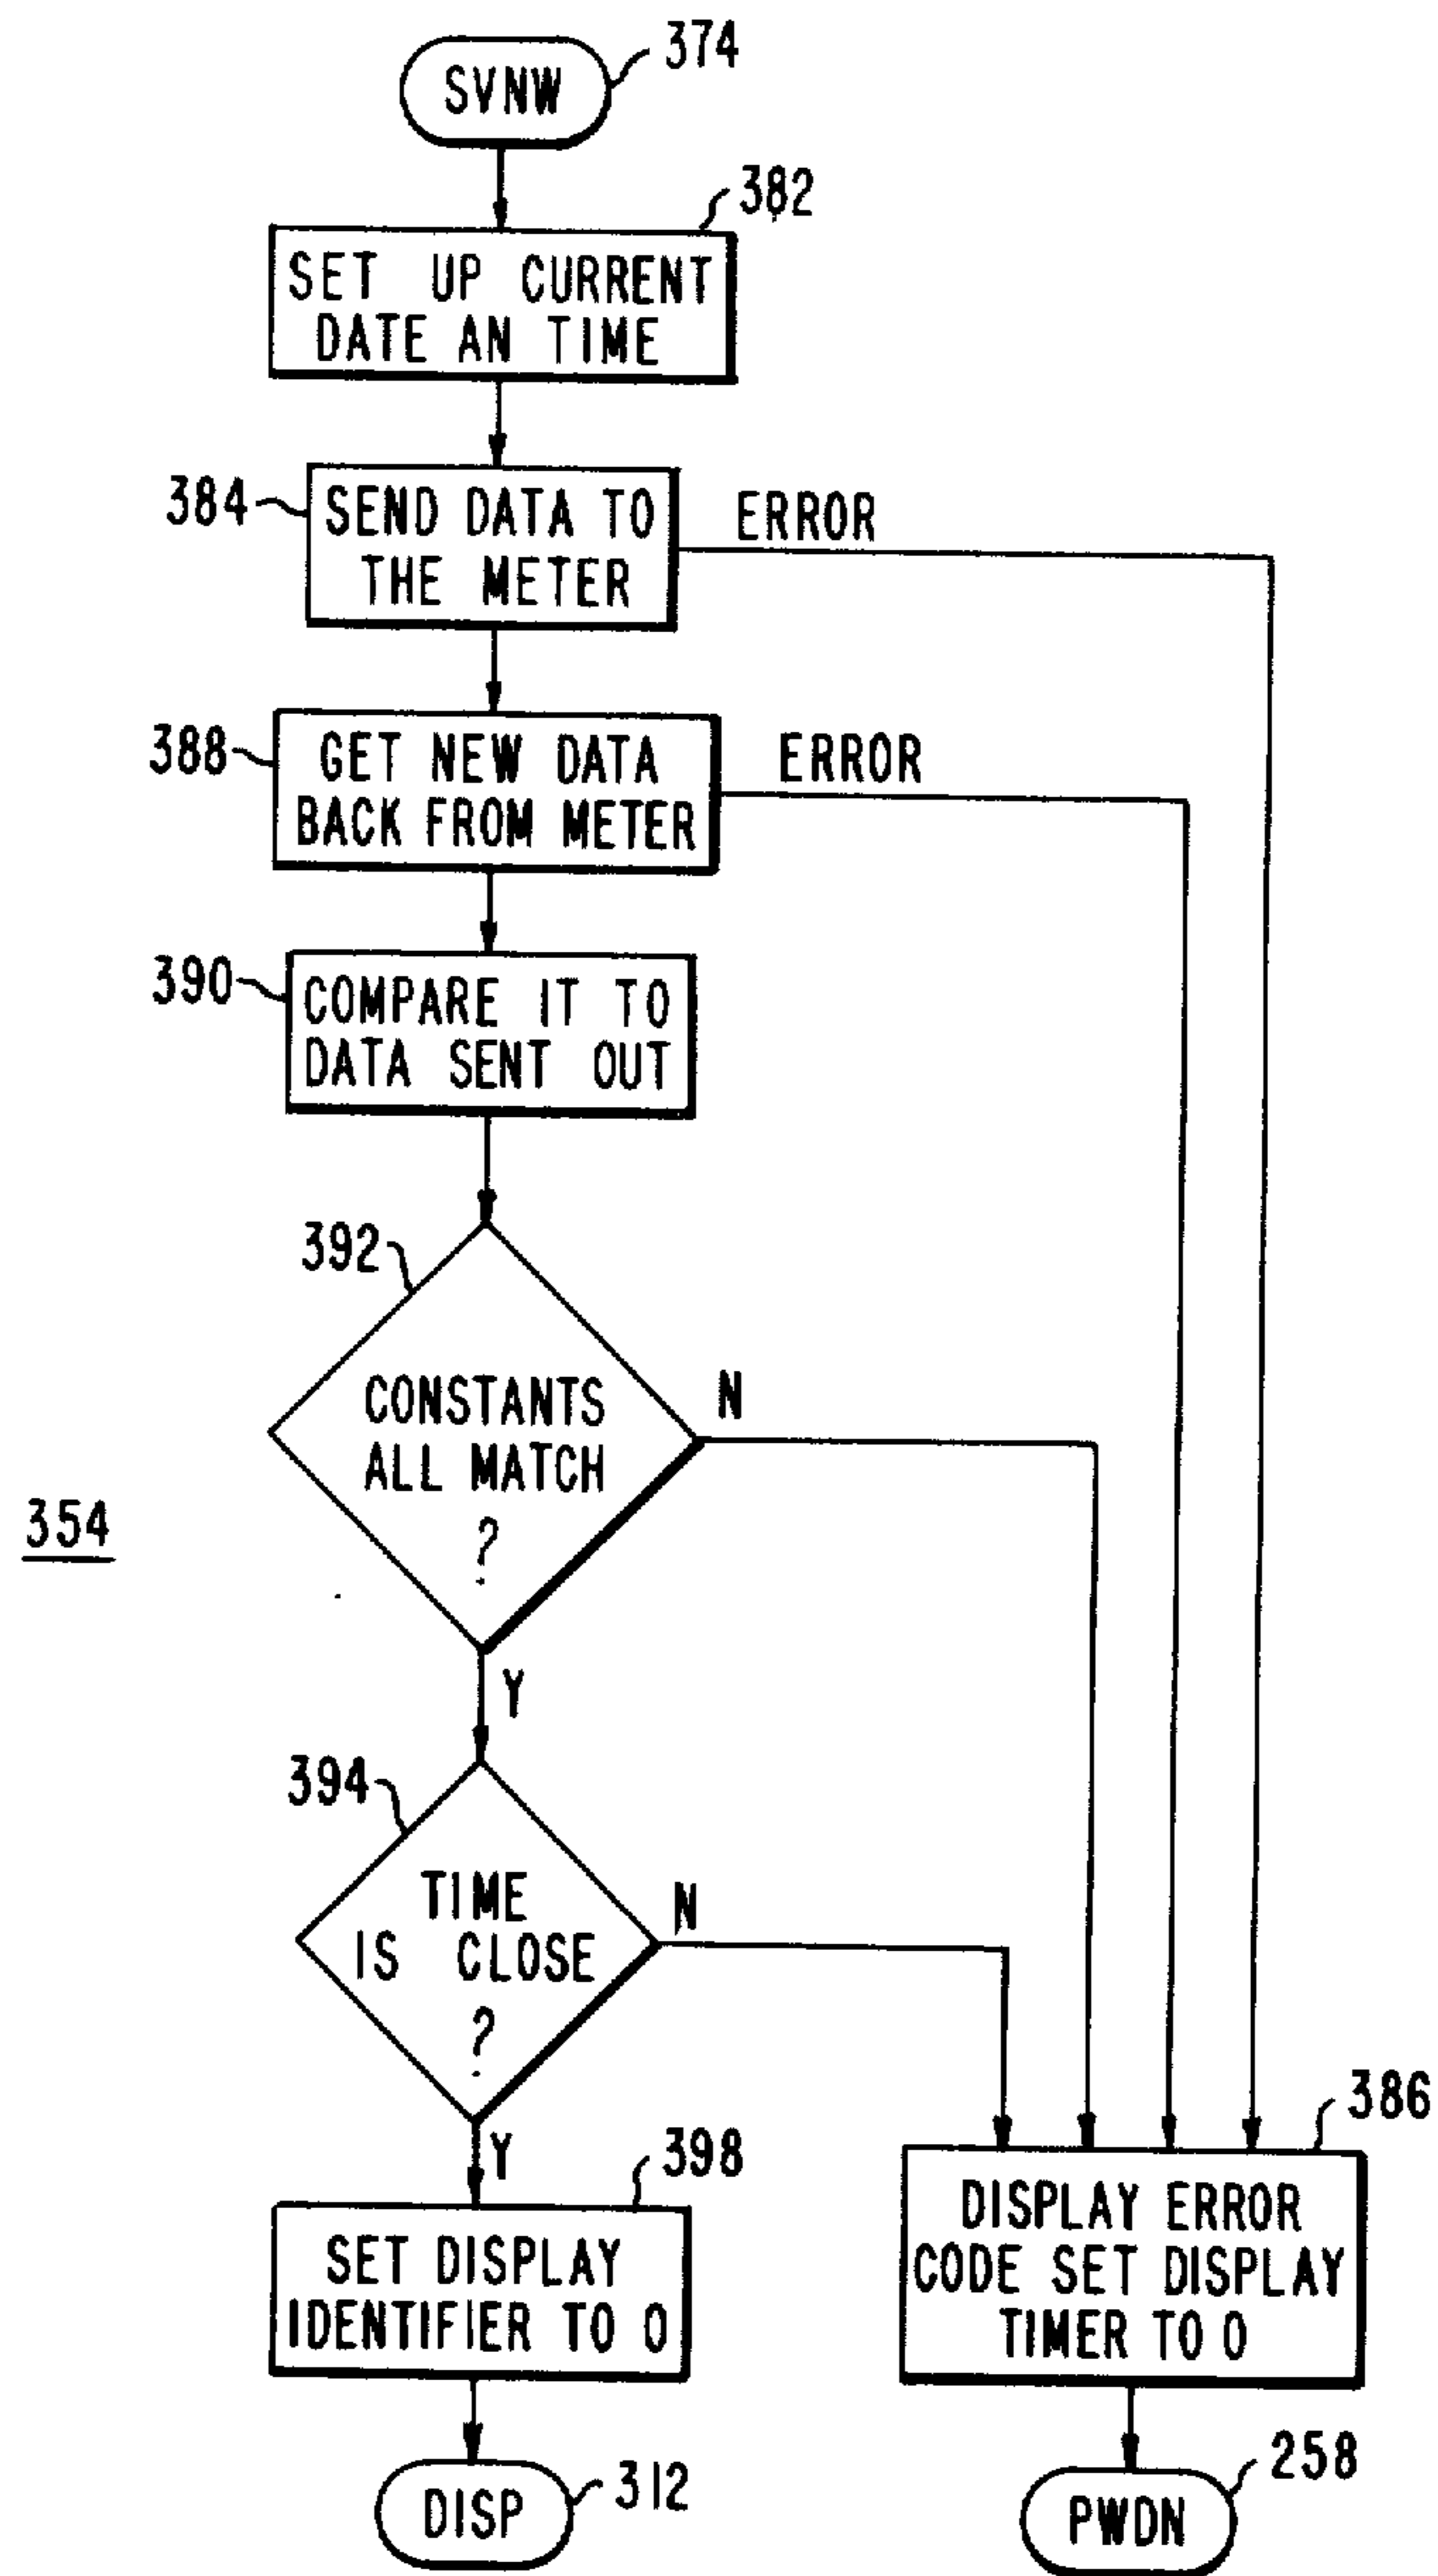 SVNW
374
382
SET UP CURRENT
DATE AN TIME
384
SEND DATA TO
THE METER
ERROR
388
GET NEW DATA
BACK FROM METER
ERROR
390
COMPARE IT TO
DATA SENT OUT
392
CONSTANTS
ALL MATCH
?
N
354
Y
394
TIME
IS CLOSE
?
N
Y
398
SET DISPLAY
IDENTIFIER TO 0
386
DISPLAY ERROR
CODE SET DISPLAY
TIMER TO 0
DISP
312
PWDN
258